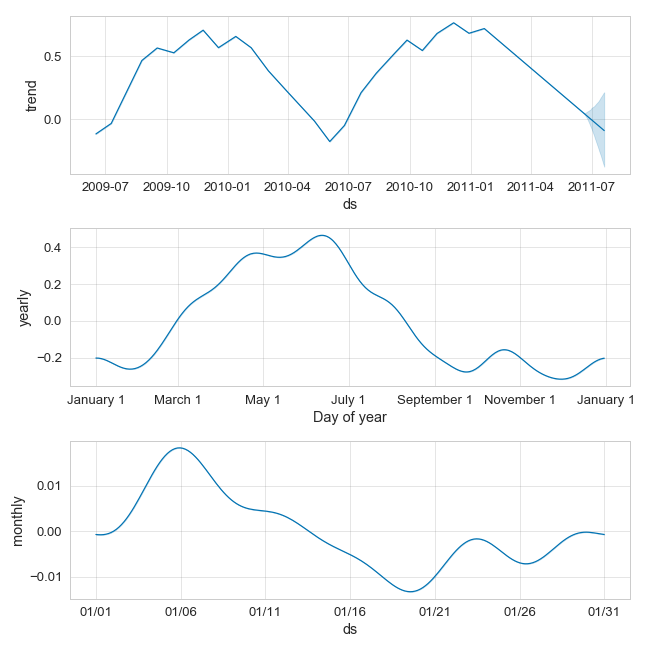 0.5
0.0
trend
2009-07 2009-10 2010-01 2010-04 2010-07 2010-10 2011-01 2011-04 2011-07
ds
0.4
0.2
0.0
−0.2
yearly
January 1 March 1 May 1 July 1 September 1 November 1 January 1
Day of year
0.01
0.00
−0.01
monthly
01/01 01/06 01/11 01/16 01/21 01/26 01/31
ds